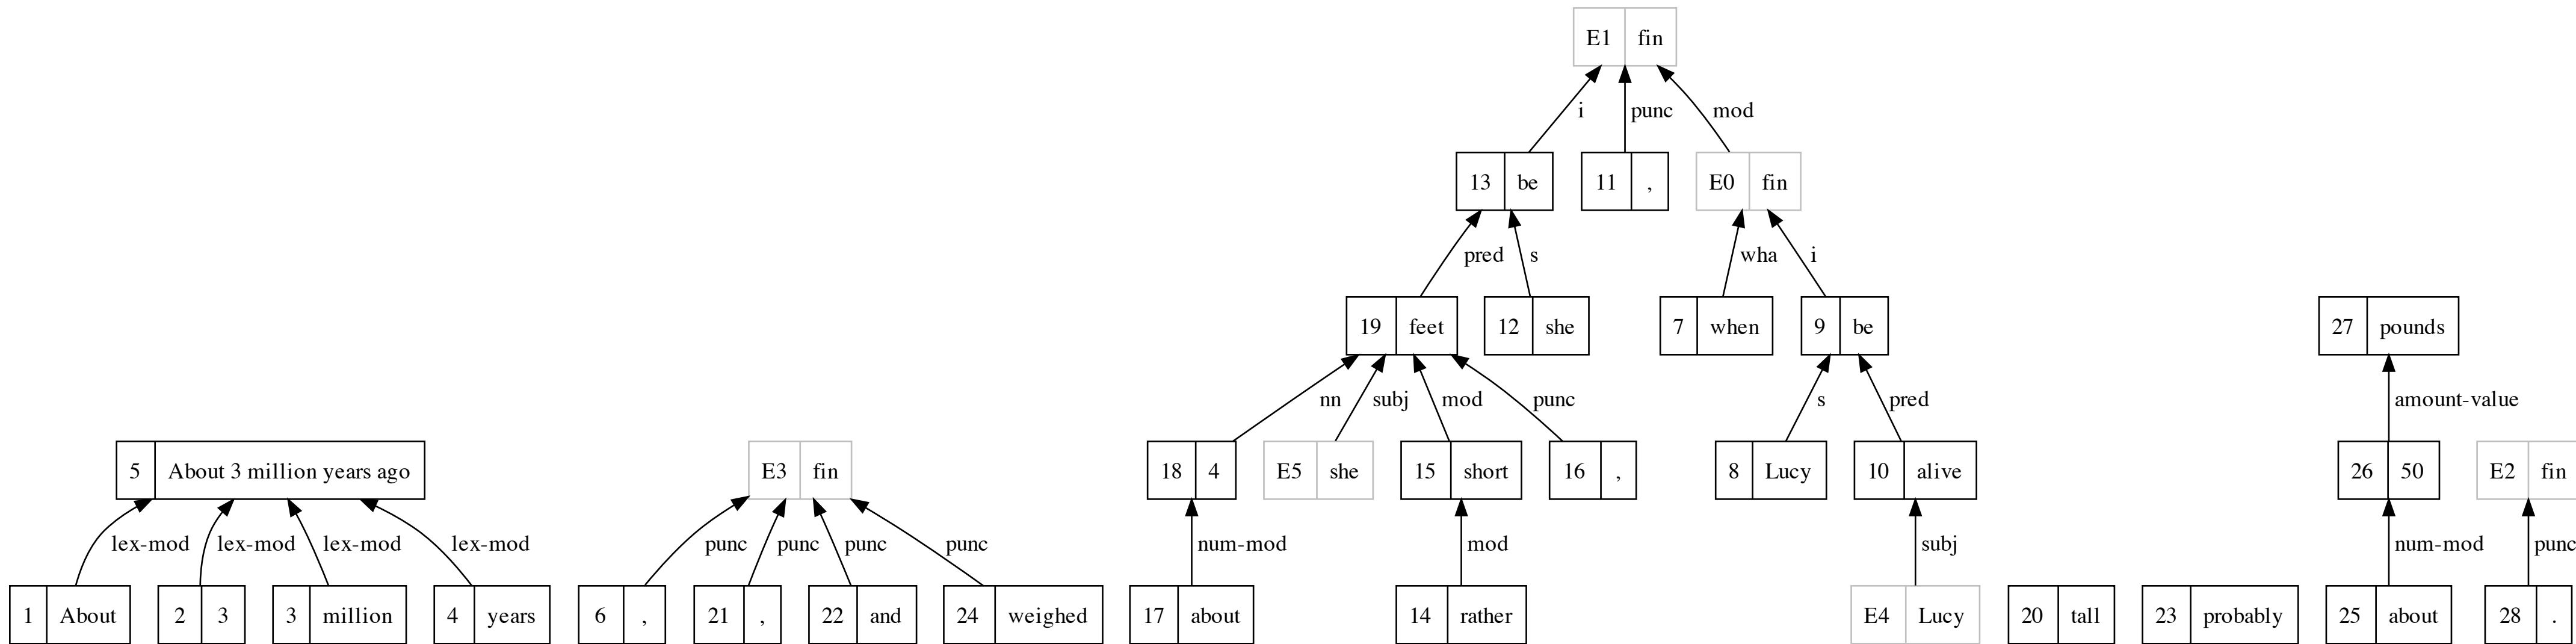 E1 fin
i punc mod
13 be 11 , E0 fin
pred s wha i
19 feet 12 she 7 when 9 be 27 pounds
nn subj mod punc s pred amount-value
5 About 3 million years ago E3 fin 18 4 E5 she 15 short 16 , 8 Lucy 10 alive 26 50 E2 fin
lex-mod lex-mod lex-mod lex-mod punc punc punc punc num-mod mod subj num-mod punc
1 About 2 3 3 million 4 years 6 , 21 , 22 and 24 weighed 17 about 14 rather E4 Lucy 20 tall 23 probably 25 about 28 .